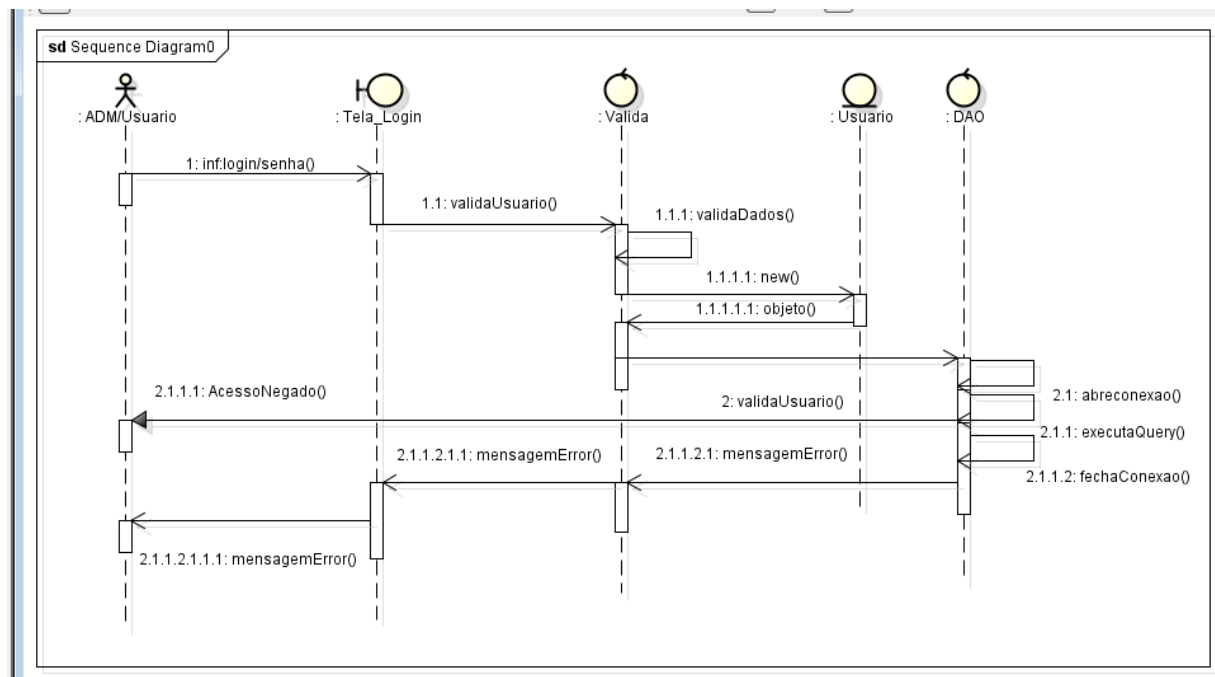 sd Sequence Diagram0
: ADM/Usuario
: Tela_Login
: Valida
: Usuario
: DAO
1: inf:login/senha()
1.1: validaUsuario()
1.1.1: validaDados()
1.1.1.1: new()
1.1.1.1.1: objeto()
2.1.1.1: AcessoNegado()
2: validaUsuario()
2.1: abreconexao()
2.1.1: executaQuery()
2.1.1.2.1.1: mensagemError()
2.1.1.2.1: mensagemError()
2.1.1.2: fechaConexao()
2.1.1.2.1.1.1: mensagemError()